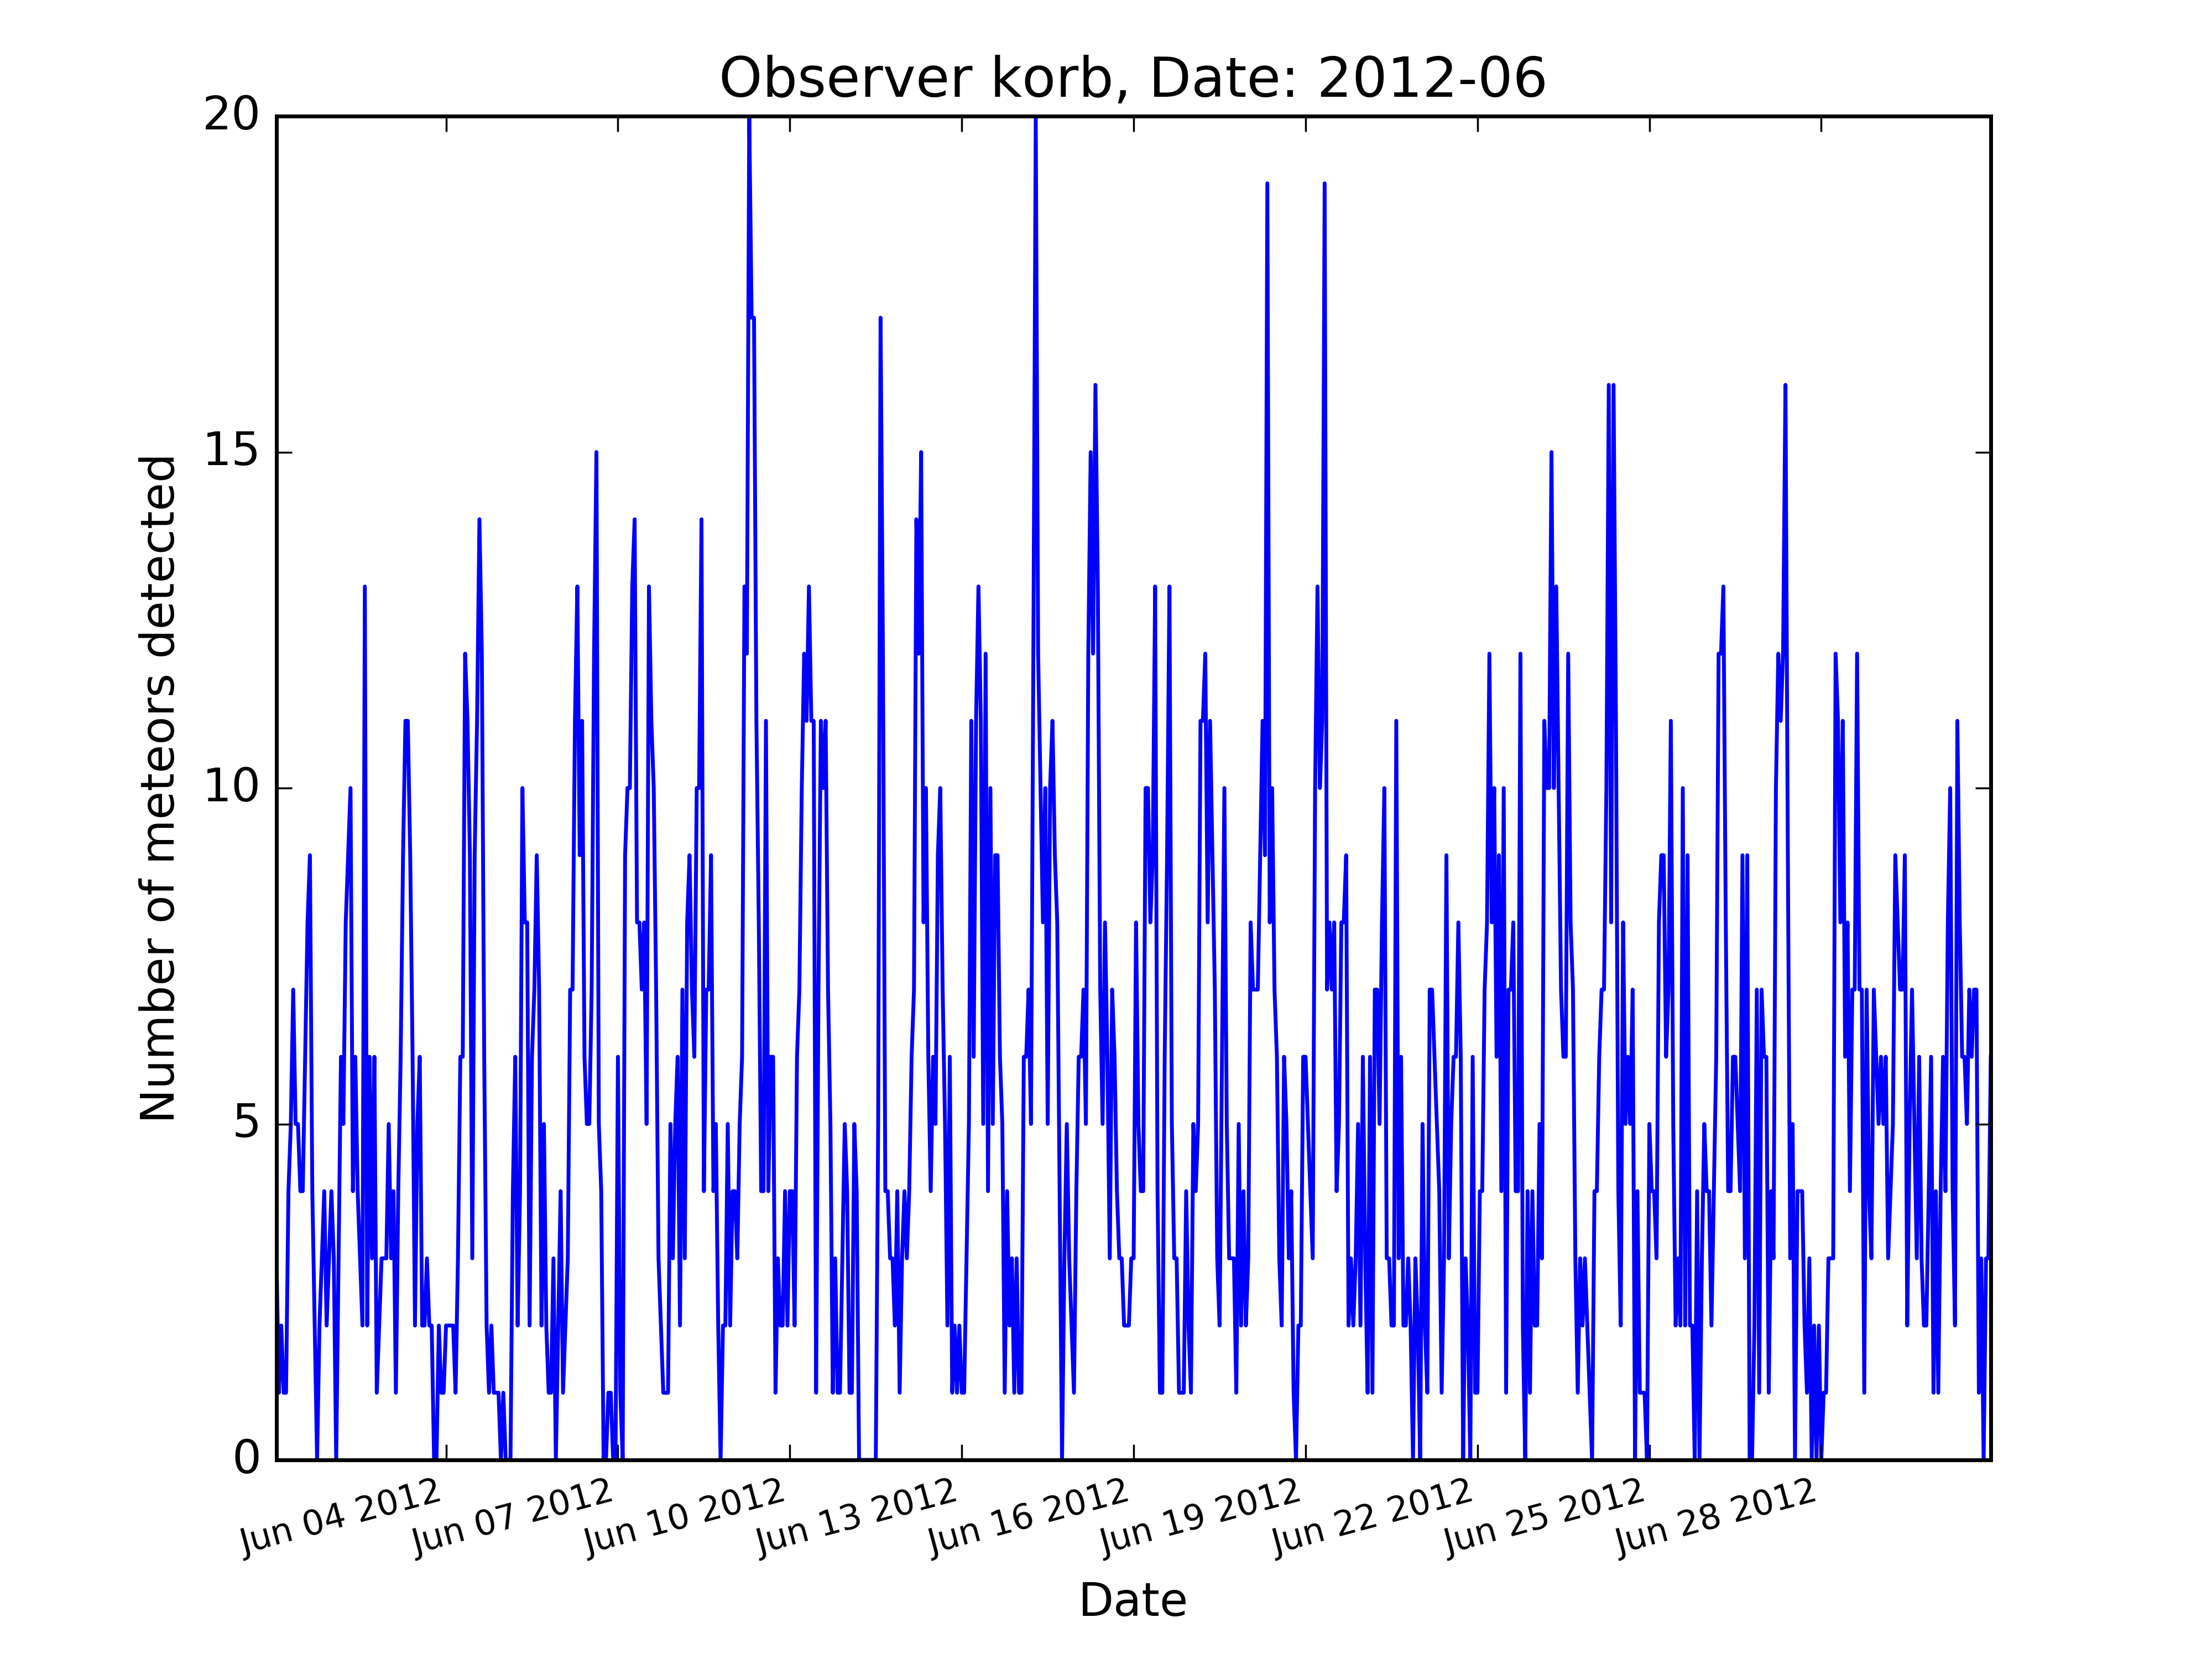 Observer korb, Date: 2012-06
20
15
10
5
0
Number of meteors detected
Jun 04 2012
Jun 07 2012
Jun 10 2012
Jun 13 2012
Jun 16 2012
Jun 19 2012
Jun 22 2012
Jun 25 2012
Jun 28 2012
Date